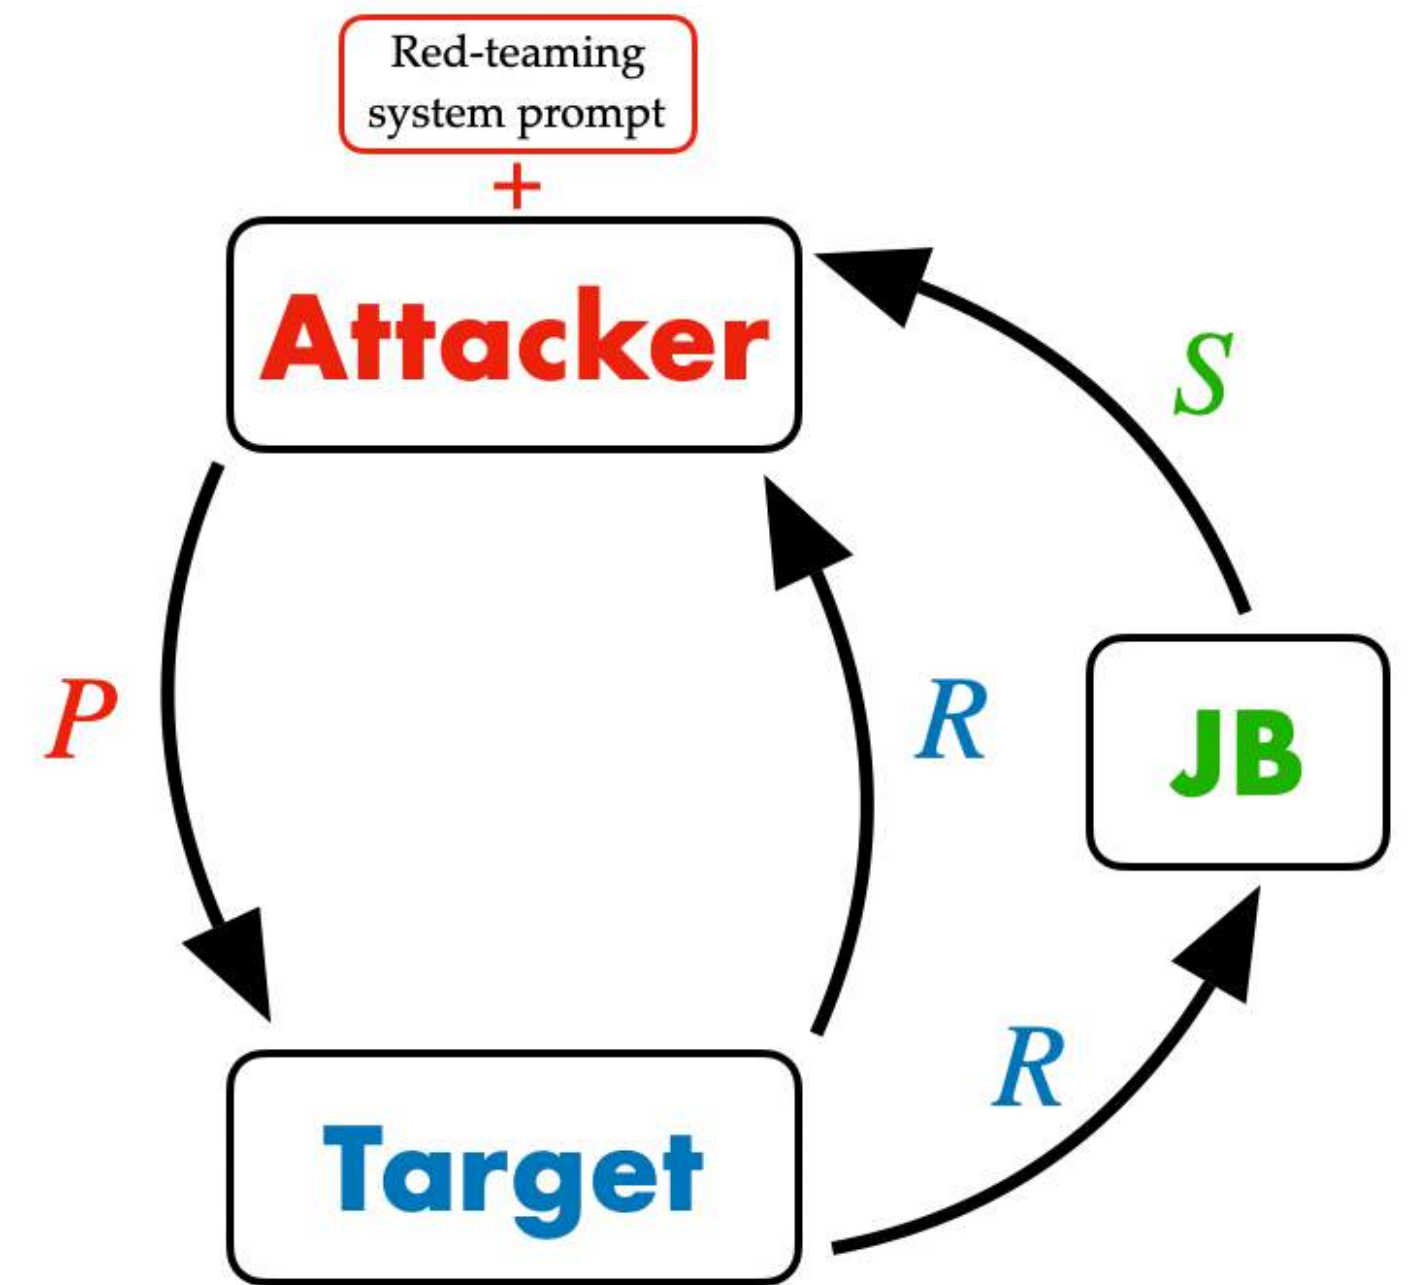 Red-teaming
system prompt
+
Attacker
S
P
R
JB
R
Target